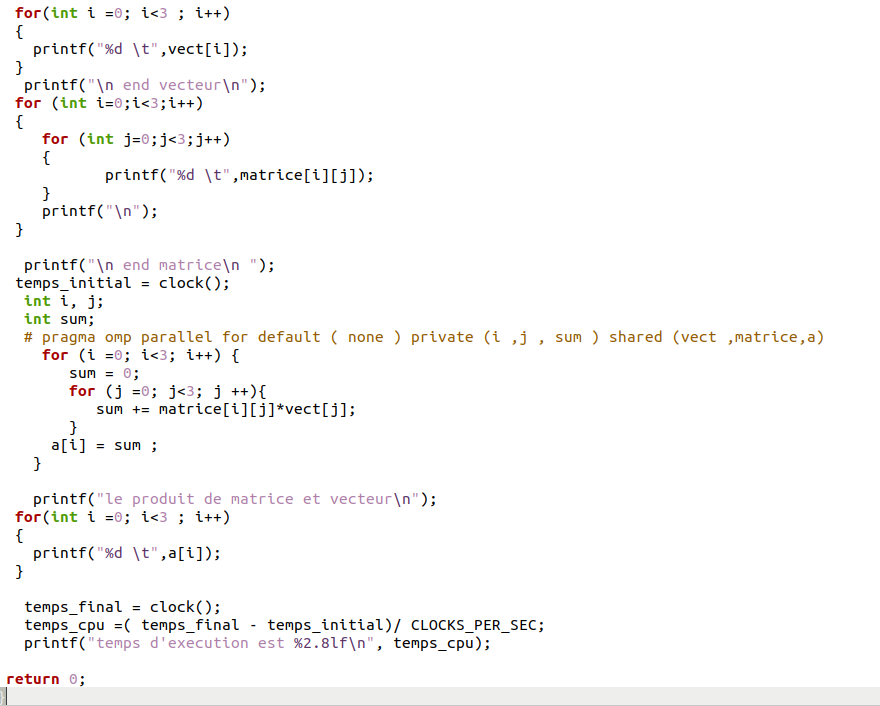 for(int i =0; i<3 ; i++)
{
printf("%d \t",vect[i]);
}
printf("\n end vecteur\n");
for (int i=0;i<3;i++)
{
for (int j=0;j<3;j++)
{
printf("%d \t",matrice[i][j]);
}
printf("\n");
}
printf("\n end matrice\n ");
temps_initial = clock();
int i, j;
int sum;
# pragma omp parallel for default ( none ) private (i ,j , sum ) shared (vect ,matrice,a)
for (i =0; i<3; i++) {
sum = 0;
for (j =0; j<3; j ++){
sum += matrice[i][j]*vect[j];
}
a[i] = sum ;
}
printf("le produit de matrice et vecteur\n");
for(int i =0; i<3 ; i++)
{
printf("%d \t",a[i]);
}
temps_final = clock();
temps_cpu =( temps_final - temps_initial)/ CLOCKS_PER_SEC;
printf("temps d'execution est %2.8lf\n", temps_cpu);
return 0;
}